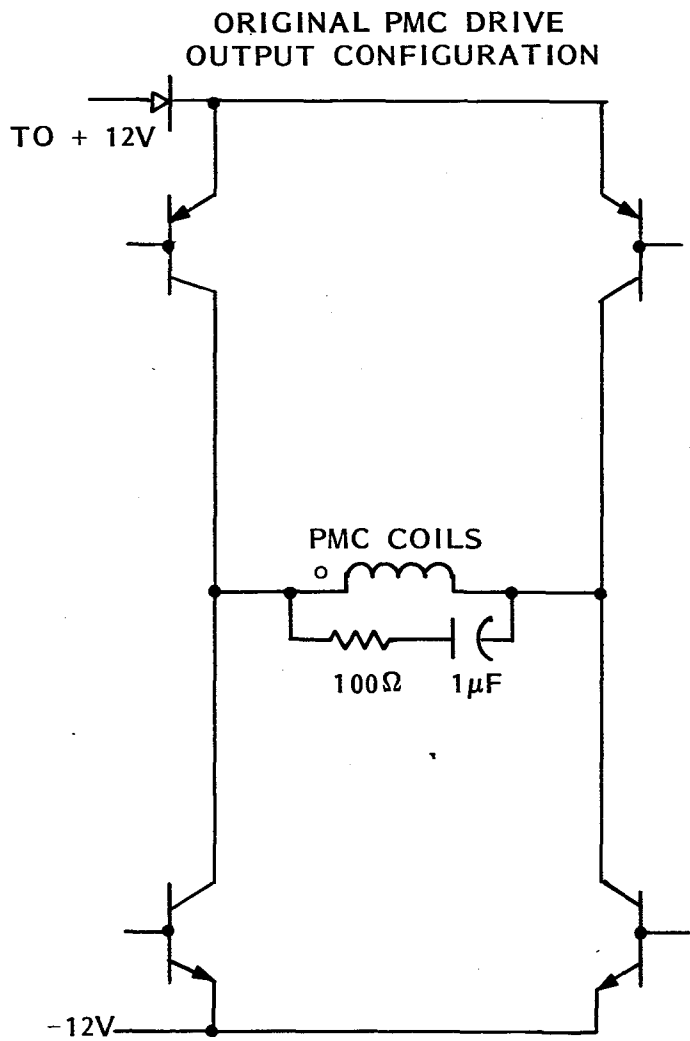 ORIGINAL PMC DRIVE
OUTPUT CONFIGURATION
TO + 12V
PMC COILS
100Ω
1μF
-12V